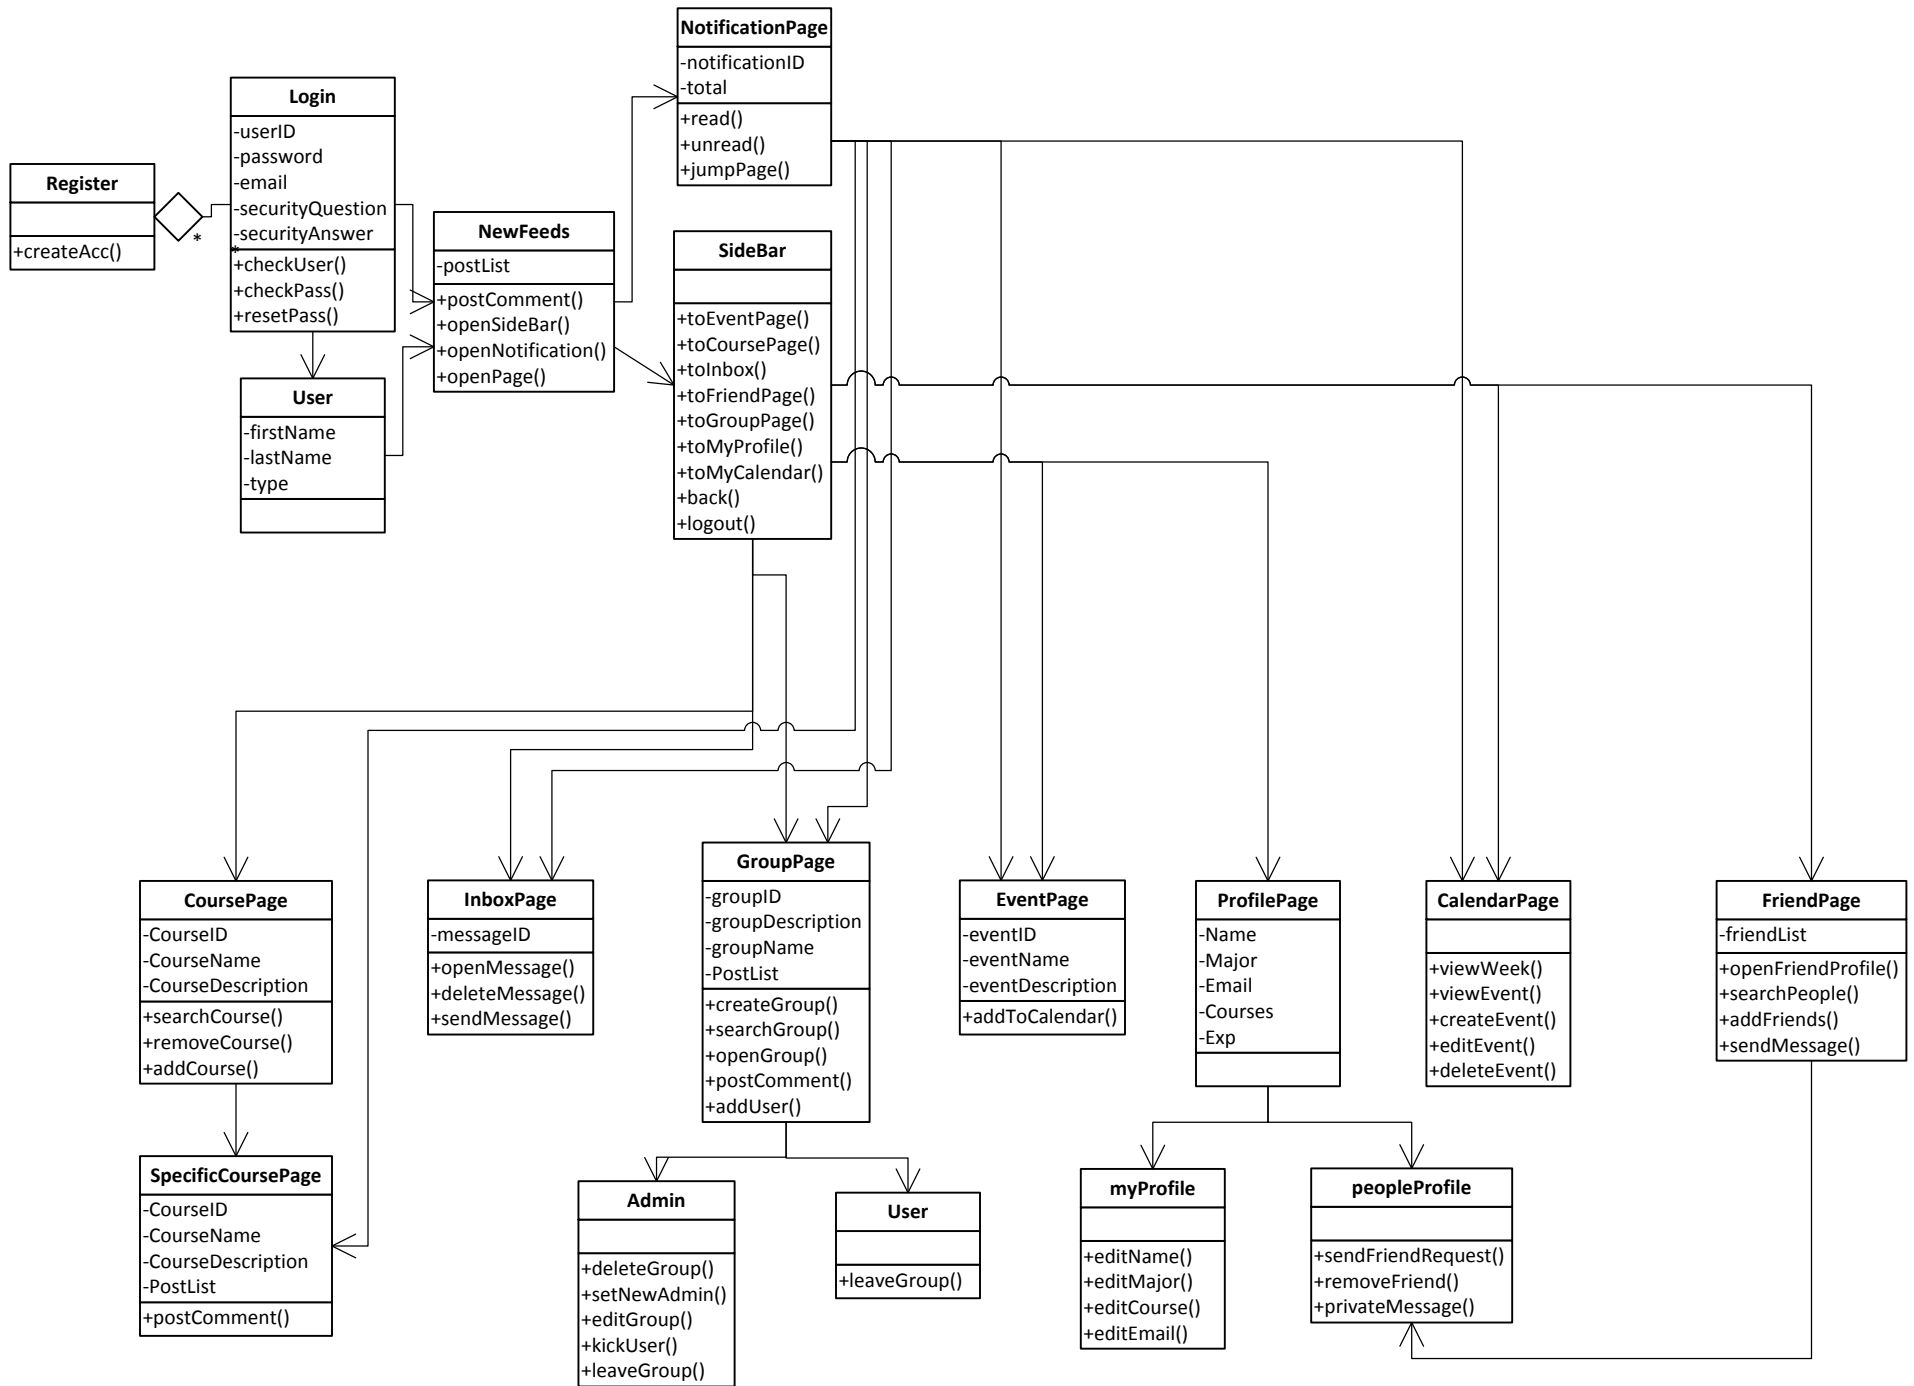 NotificationPage
-notificationID
-total
+read()
+unread()
+jumpPage()
Login
-userID
-password
-email
-securityQuestion
-securityAnswer
*
+checkUser()
+checkPass()
+resetPass()
Register
+createAcc()
*
NewFeeds
-postList
+postComment()
+openSideBar()
+openNotification()
+openPage()
SideBar
+toEventPage()
+toCoursePage()
+toInbox()
+toFriendPage()
+toGroupPage()
+toMyProfile()
+toMyCalendar()
+back()
+logout()
User
-firstName
-lastName
-type
CoursePage
-CourseID
-CourseName
-CourseDescription
+searchCourse()
+removeCourse()
+addCourse()
InboxPage
-messageID
+openMessage()
+deleteMessage()
+sendMessage()
GroupPage
-groupID
-groupDescription
-groupName
-PostList
+createGroup()
+searchGroup()
+openGroup()
+postComment()
+addUser()
EventPage
-eventID
-eventName
-eventDescription
+addToCalendar()
ProfilePage
-Name
-Major
-Email
-Courses
-Exp
CalendarPage
+viewWeek()
+viewEvent()
+createEvent()
+editEvent()
+deleteEvent()
FriendPage
-friendList
+openFriendProfile()
+searchPeople()
+addFriends()
+sendMessage()
SpecificCoursePage
-CourseID
-CourseName
-CourseDescription
-PostList
+postComment()
Admin
+deleteGroup()
+setNewAdmin()
+editGroup()
+kickUser()
+leaveGroup()
User
+leaveGroup()
myProfile
+editName()
+editMajor()
+editCourse()
+editEmail()
peopleProfile
+sendFriendRequest()
+removeFriend()
+privateMessage()